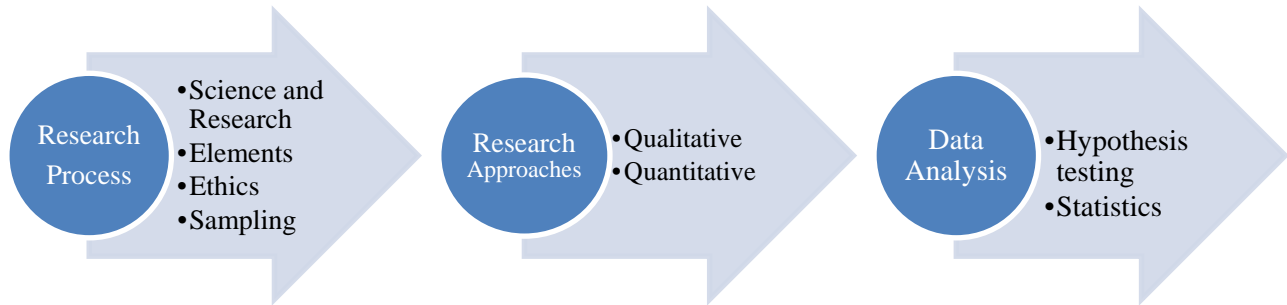 Research
Process
•Science and
Research
•Elements
•Ethics
•Sampling
Research
Approaches
•Qualitative
•Quantitative
Data
Analysis
•Hypothesis
testing
•Statistics